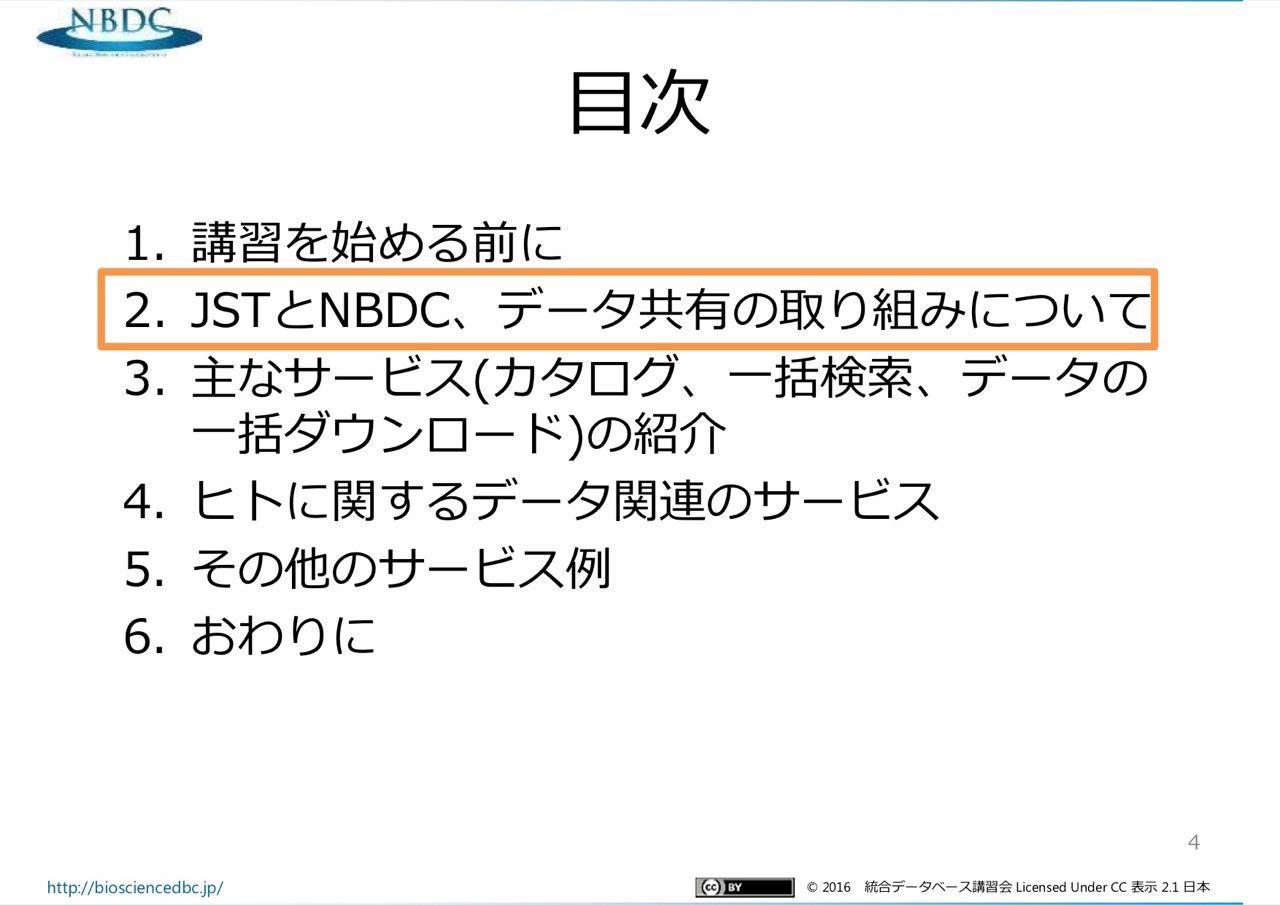 NBDC
目次
1. 講習を始める前に
2. JSTとNBDC、データ共有の取り組みについて
3. 主なサービス(カタログ、一括検索、データの
一括ダウンロード)の紹介
4. ヒトに関するデータ関連のサービス
5. その他のサービス例
6. おわりに
4
http://biosciencedbc.jp/
cc BY © 2016 統合データベース講習会 Licensed Under CC 表示 2.1 日本